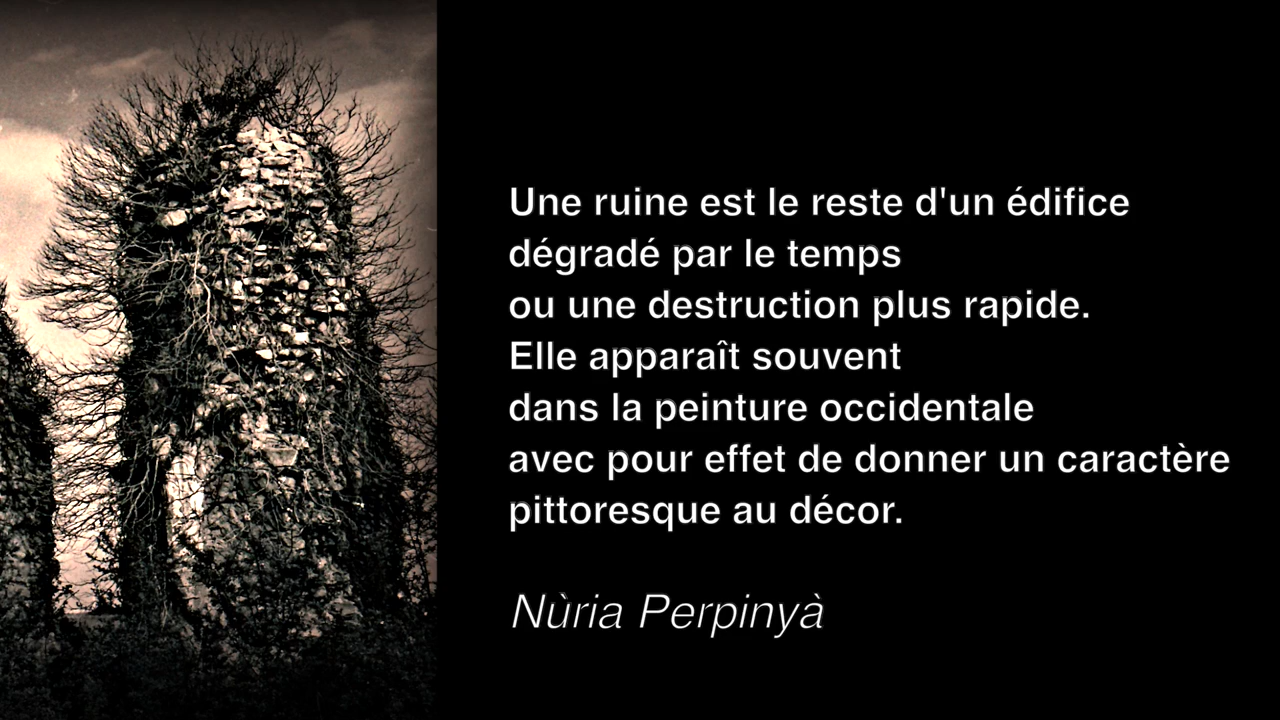 Une ruine est le reste d'un édifice
dégradé par le temps
ou une destruction plus rapide.
Elle apparaît souvent
dans la peinture occidentale
avec pour effet de donner un caractère
pittoresque au décor.
Nùria Perpinyà